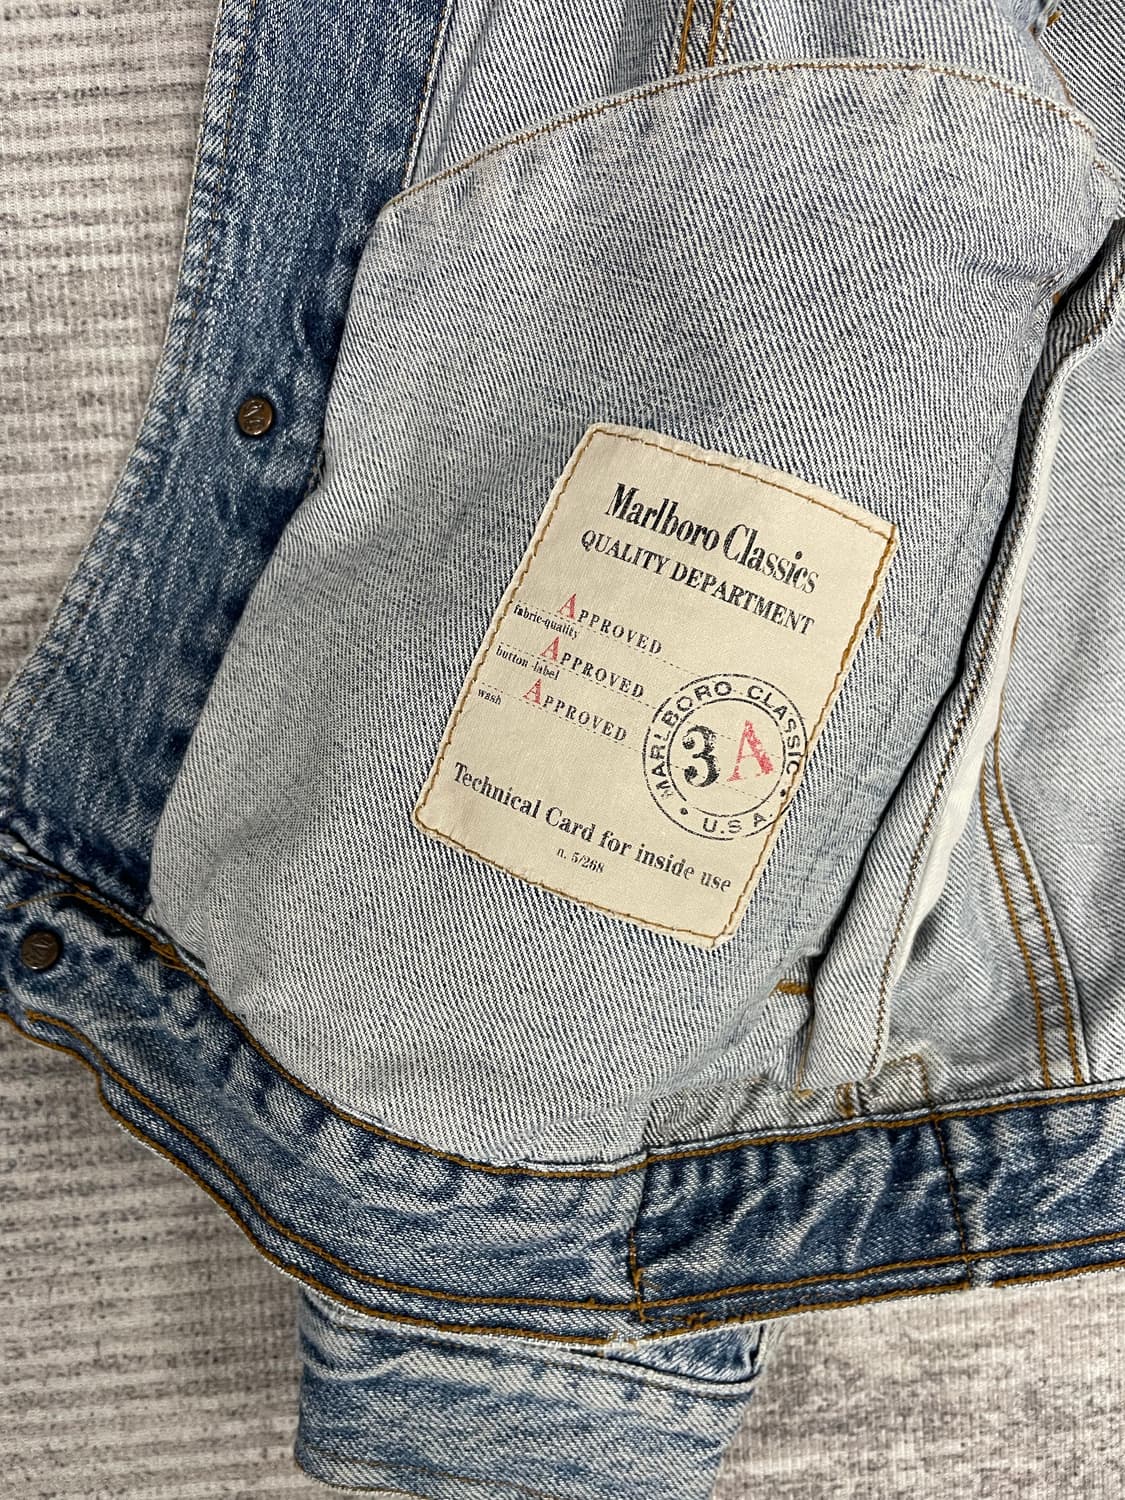 Marlboro Classics
QUALITY DEPARTMENT
APPROVED
fabric-quality
APPROVED
button-label
APPROVED
wash
MARLBORO CLASSIC • U.S.A. •
3 A
Technical Card for inside use
n. 5/268